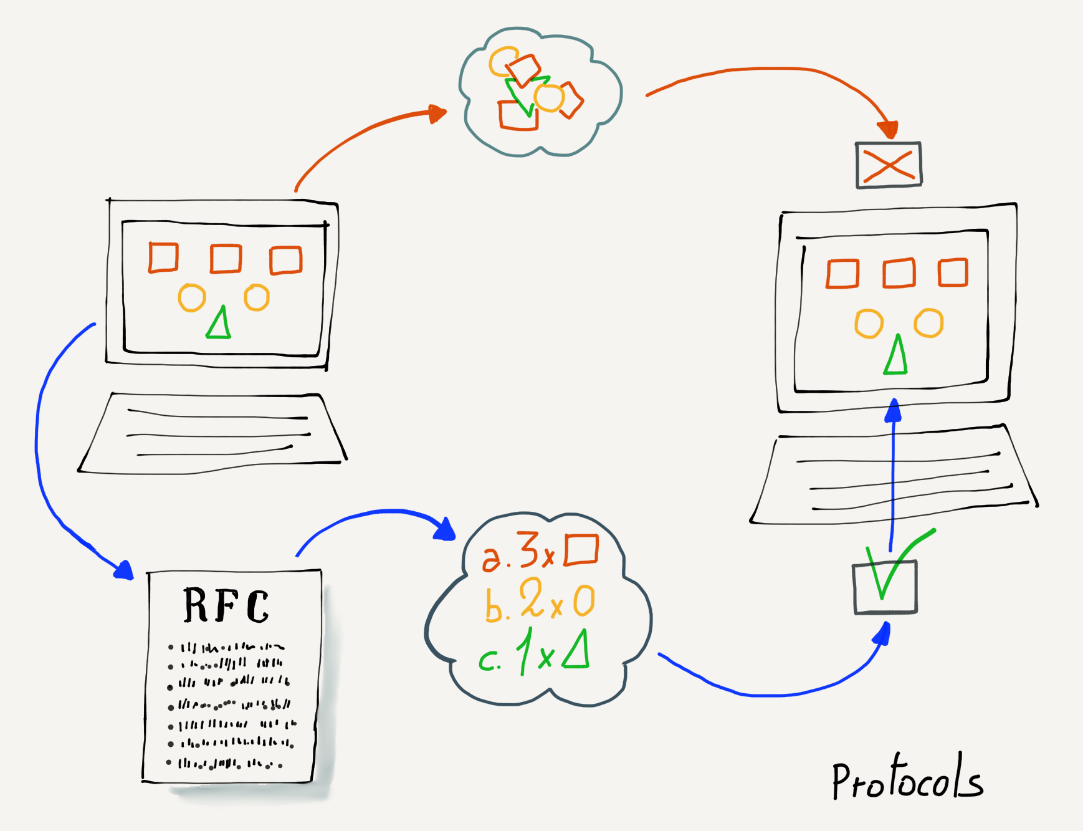 RFC
a. 3x
b. 2x
c. 1x
Protocols